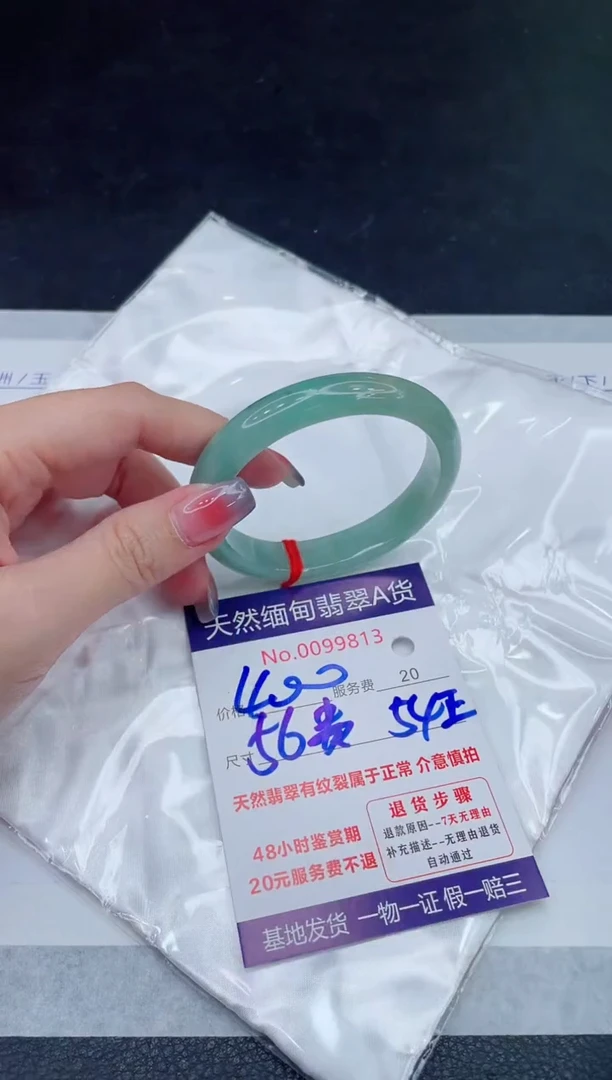 天然缅甸翡翠A货
No.0099813
价格 400 服务费 20
尺寸 56贵 54正
天然翡翠有纹裂属于正常 介意慎拍
48小时鉴赏期
20元服务费不退
退货步骤
退款原因--7天无理由
补充描述--无理由退货
自动通过
基地发货 一物一证 假一赔三